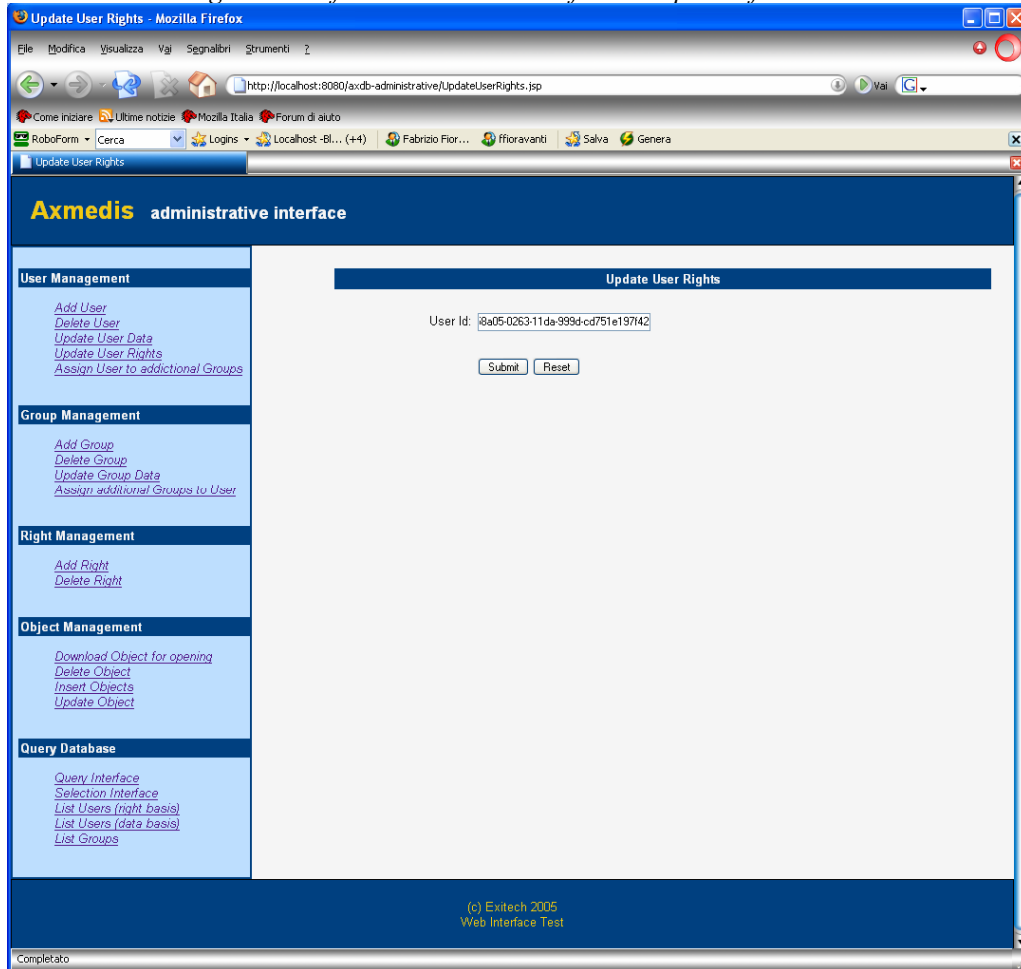 Update User Rights - Mozilla Firefox
File Modifica Visualizza Vai Segnalibri Strumenti ?
http://localhost:8080/axdb-administrative/UpdateUserRights.jsp
Vai
G
Come iniziare Ultime notizie Mozilla Italia Forum di aiuto
RoboForm Cerca Logins Localhost -Bl... (+4) Fabrizio Fior... ffioravanti Salva Genera
Update User Rights
Axmedis administrative interface
User Management
Add User
Delete User
Update User Data
Update User Rights
Assign User to addictional Groups
Group Management
Add Group
Delete Group
Update Group Data
Assign additional Groups to User
Right Management
Add Right
Delete Right
Object Management
Download Object for opening
Delete Object
Insert Objects
Update Object
Query Database
Query Interface
Selection Interface
List Users (right basis)
List Users (data basis)
List Groups
Update User Rights
User Id: 8a05-0263-11da-999d-cd751e197f42
Submit Reset
(c) Exitech 2005
Web Interface Test
Completato